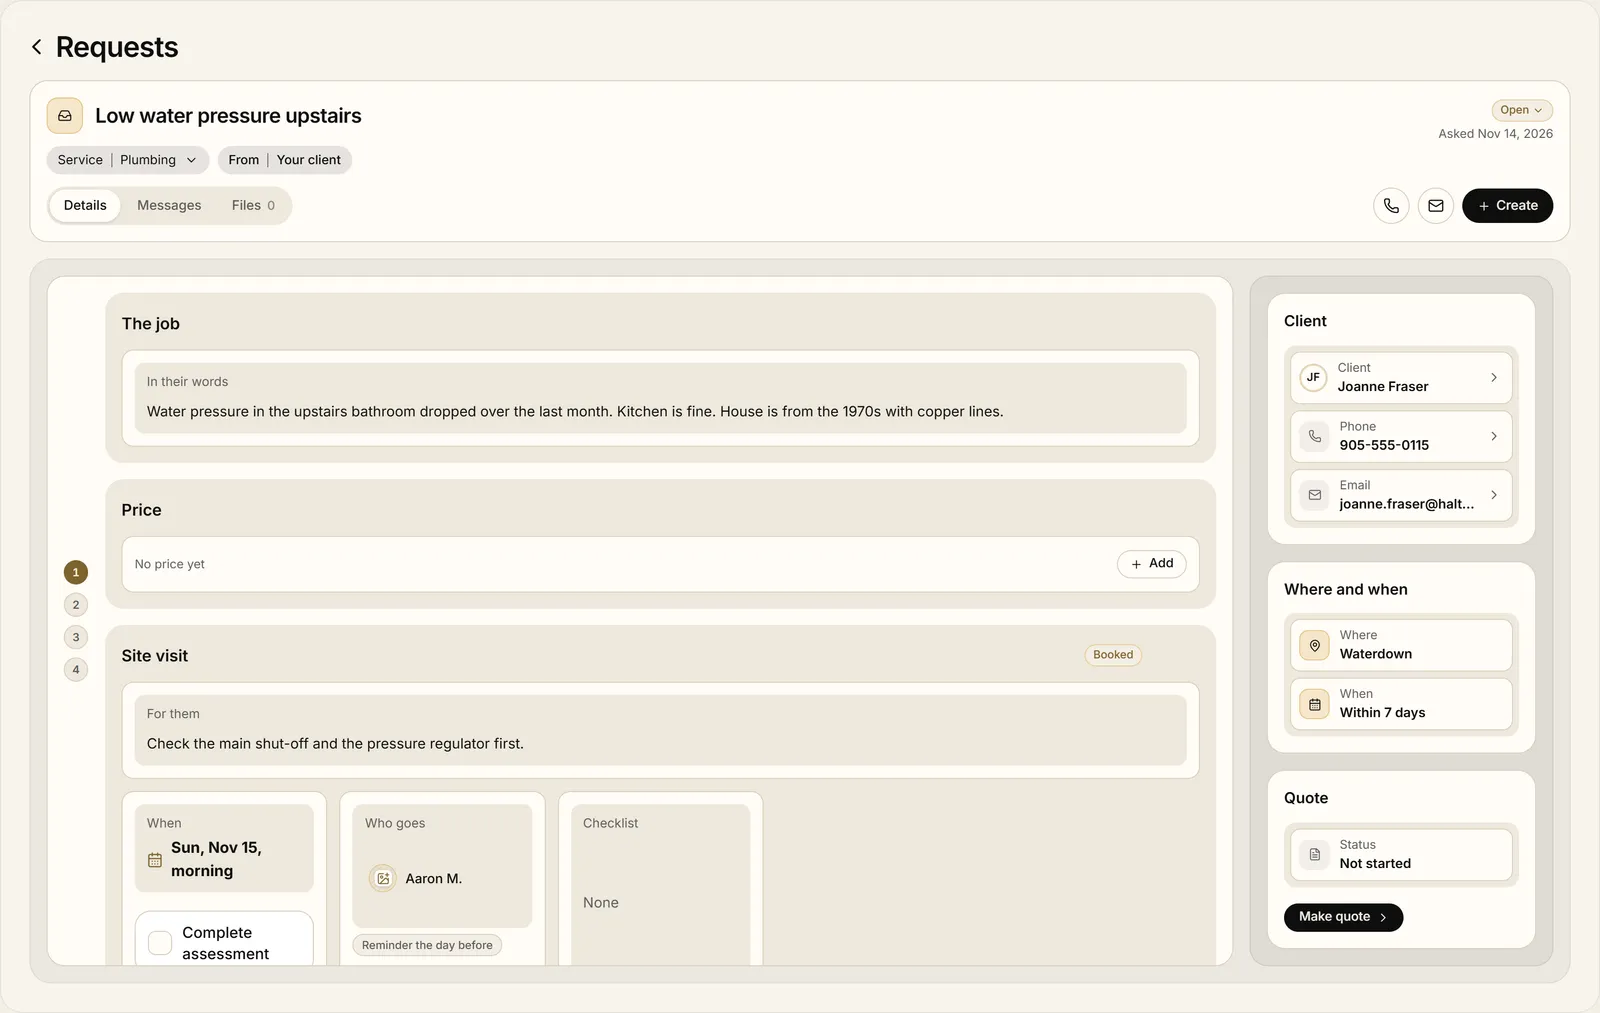 Requests
Low water pressure upstairs
Open
Asked Nov 14, 2026
Service | Plumbing
From | Your client
Details
Messages
Files 0
+ Create
The job
In their words
Water pressure in the upstairs bathroom dropped over the last month. Kitchen is fine. House is from the 1970s with copper lines.
Price
No price yet
+ Add
1
2
3
4
Site visit
Booked
For them
Check the main shut-off and the pressure regulator first.
When
Sun, Nov 15,
morning
Complete
assessment
Who goes
Aaron M.
Reminder the day before
Checklist
None
Client
JF
Client
Joanne Fraser
Phone
905-555-0115
Email
joanne.fraser@halt...
Where and when
Where
Waterdown
When
Within 7 days
Quote
Status
Not started
Make quote